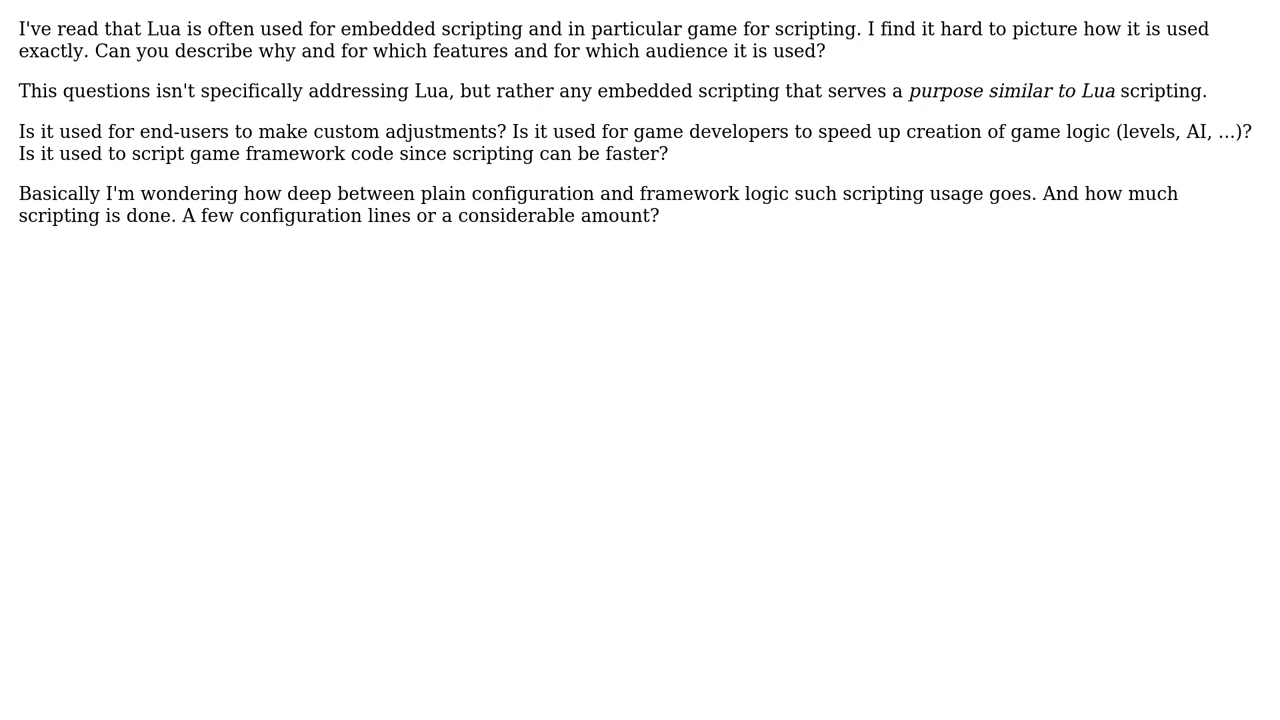 I've read that Lua is often used for embedded scripting and in particular game for scripting. I find it hard to picture how it is used
exactly. Can you describe why and for which features and for which audience it is used?
This questions isn't specifically addressing Lua, but rather any embedded scripting that serves a purpose similar to Lua scripting.
Is it used for end-users to make custom adjustments? Is it used for game developers to speed up creation of game logic (levels, AI, ...)?
Is it used to script game framework code since scripting can be faster?
Basically I'm wondering how deep between plain configuration and framework logic such scripting usage goes. And how much
scripting is done. A few configuration lines or a considerable amount?